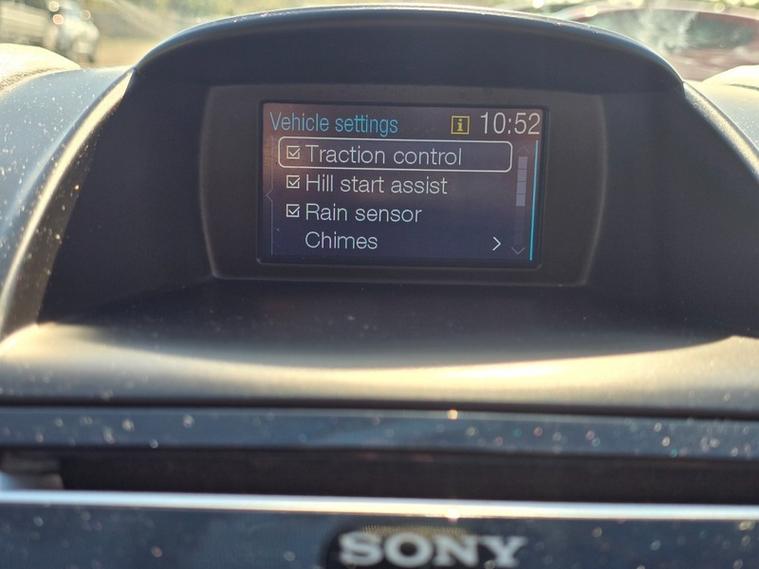 Vehicle settings i 10:52
Traction control
Hill start assist
Rain sensor
Chimes
SONY